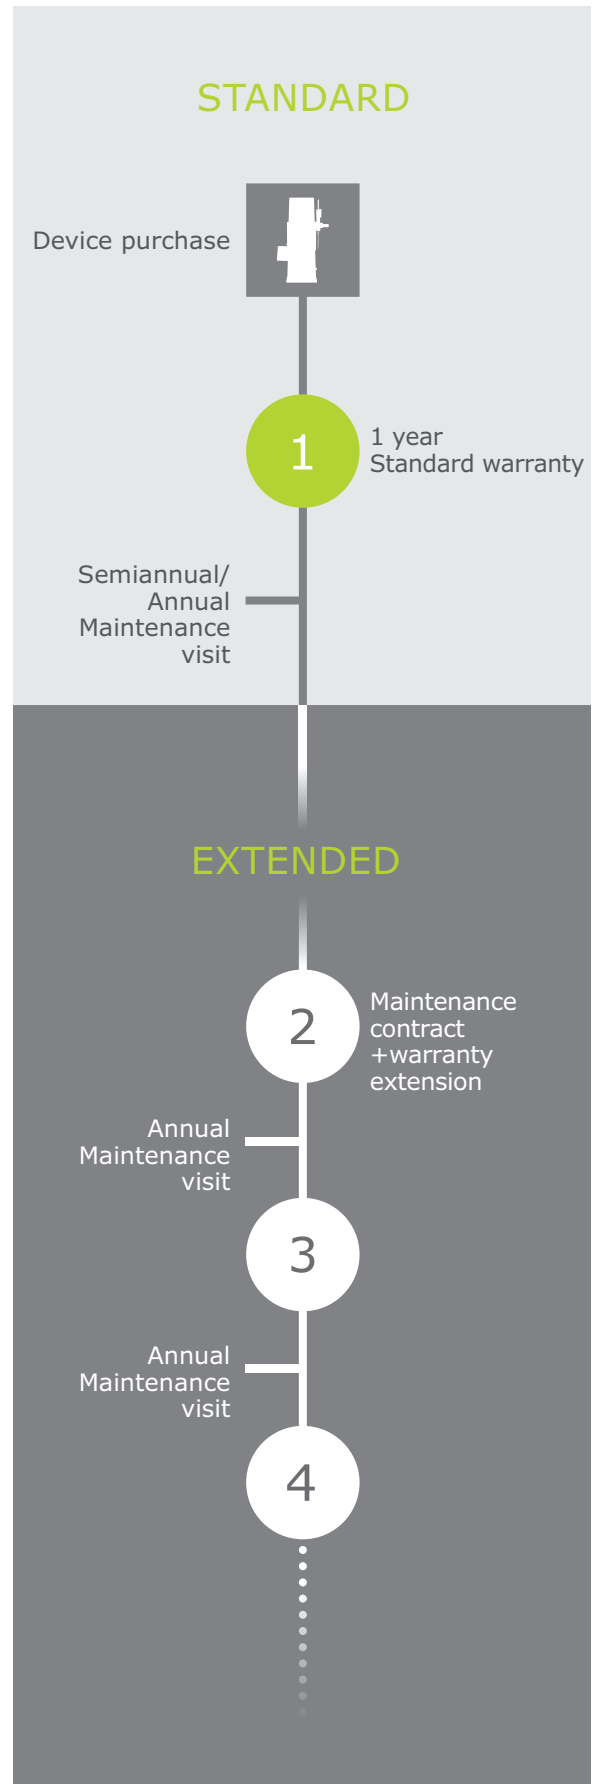 STANDARD
Device purchase
1
1 year
Standard warranty
Semiannual/
Annual
Maintenance
visit
EXTENDED
2
Maintenance
contract
+warranty
extension
Annual
Maintenance
visit
3
Annual
Maintenance
visit
4